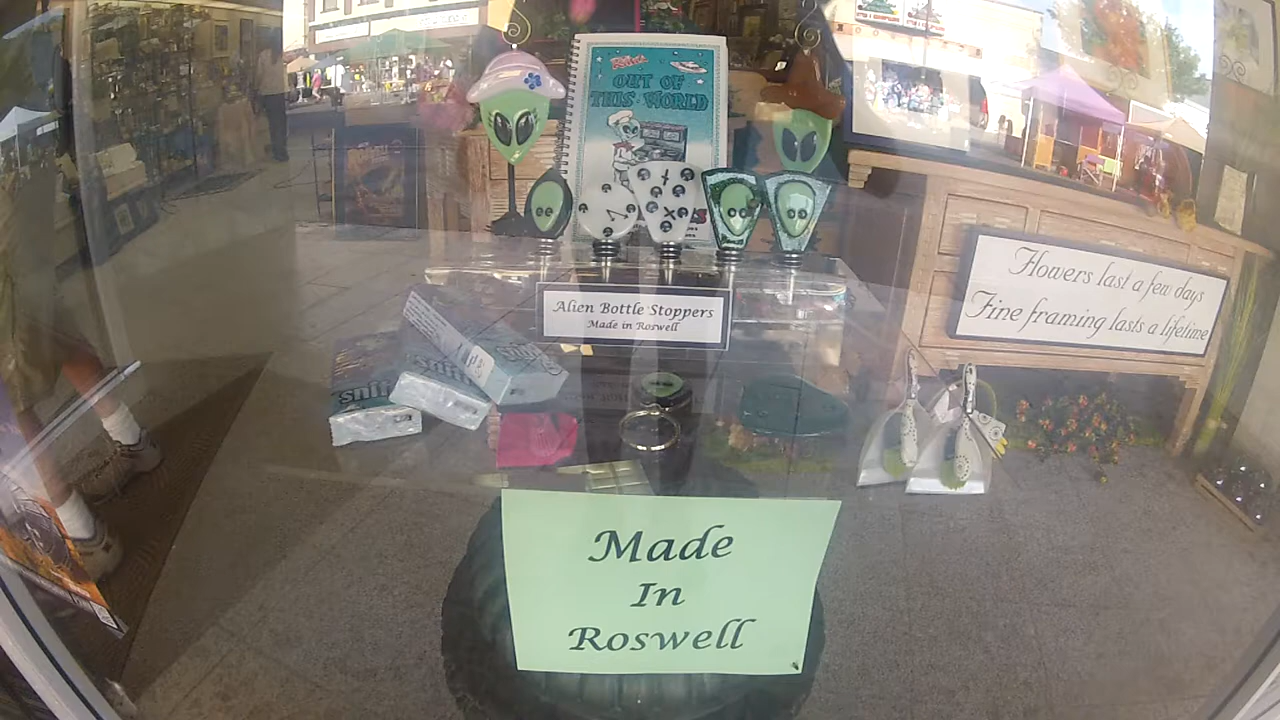 OUT OF
THIS WORLD
Alien Bottle Stoppers
Made in Roswell
Flowers last a few days
Fine framing lasts a lifetime
Made
In
Roswell